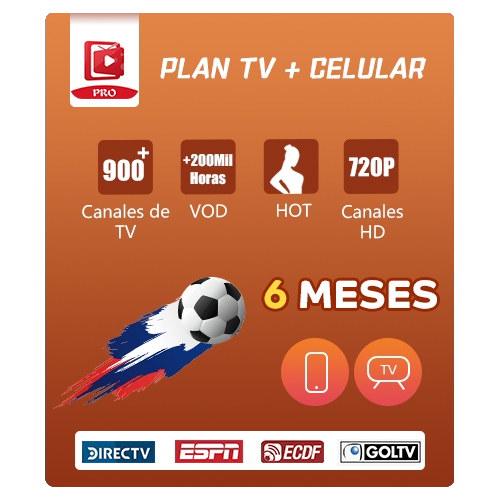 PRO
PLAN TV + CELULAR
900+
+200Mil
Horas
720P
Canales de
TV
VOD
HOT
Canales
HD
6 MESES
TV
DIRECTV
ESPN
ECDF
GOLTV